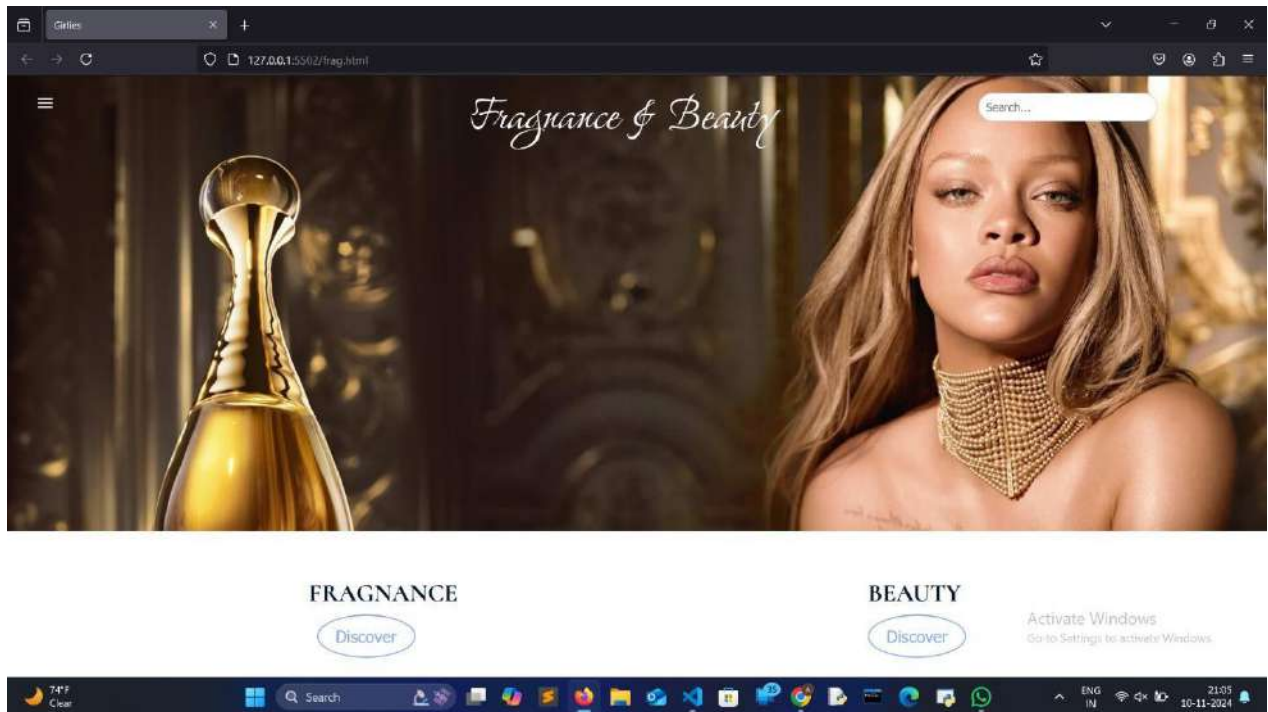 Girlies
127.0.0.1:5502/frag.html
Fragnance & Beauty
Search...
FRAGNANCE
BEAUTY
Discover
Discover
Activate Windows
Go to Settings to activate Windows.
74°F
Clear
Search
35
ENG
IN
21:05
10-11-2024